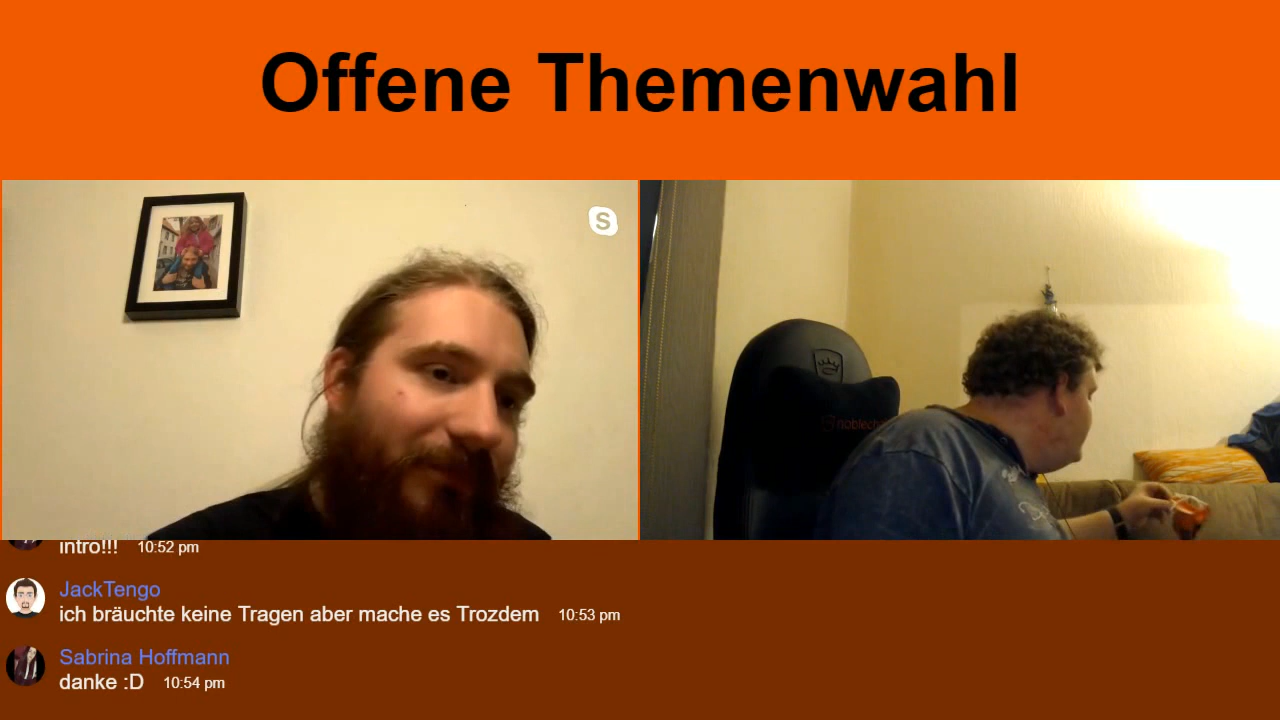 Offene Themenwahl
S
noblech
intro!!! 10:52 pm
JackTengo
ich bräuchte keine Tragen aber mache es Trozdem 10:53 pm
Sabrina Hoffmann
danke :D 10:54 pm